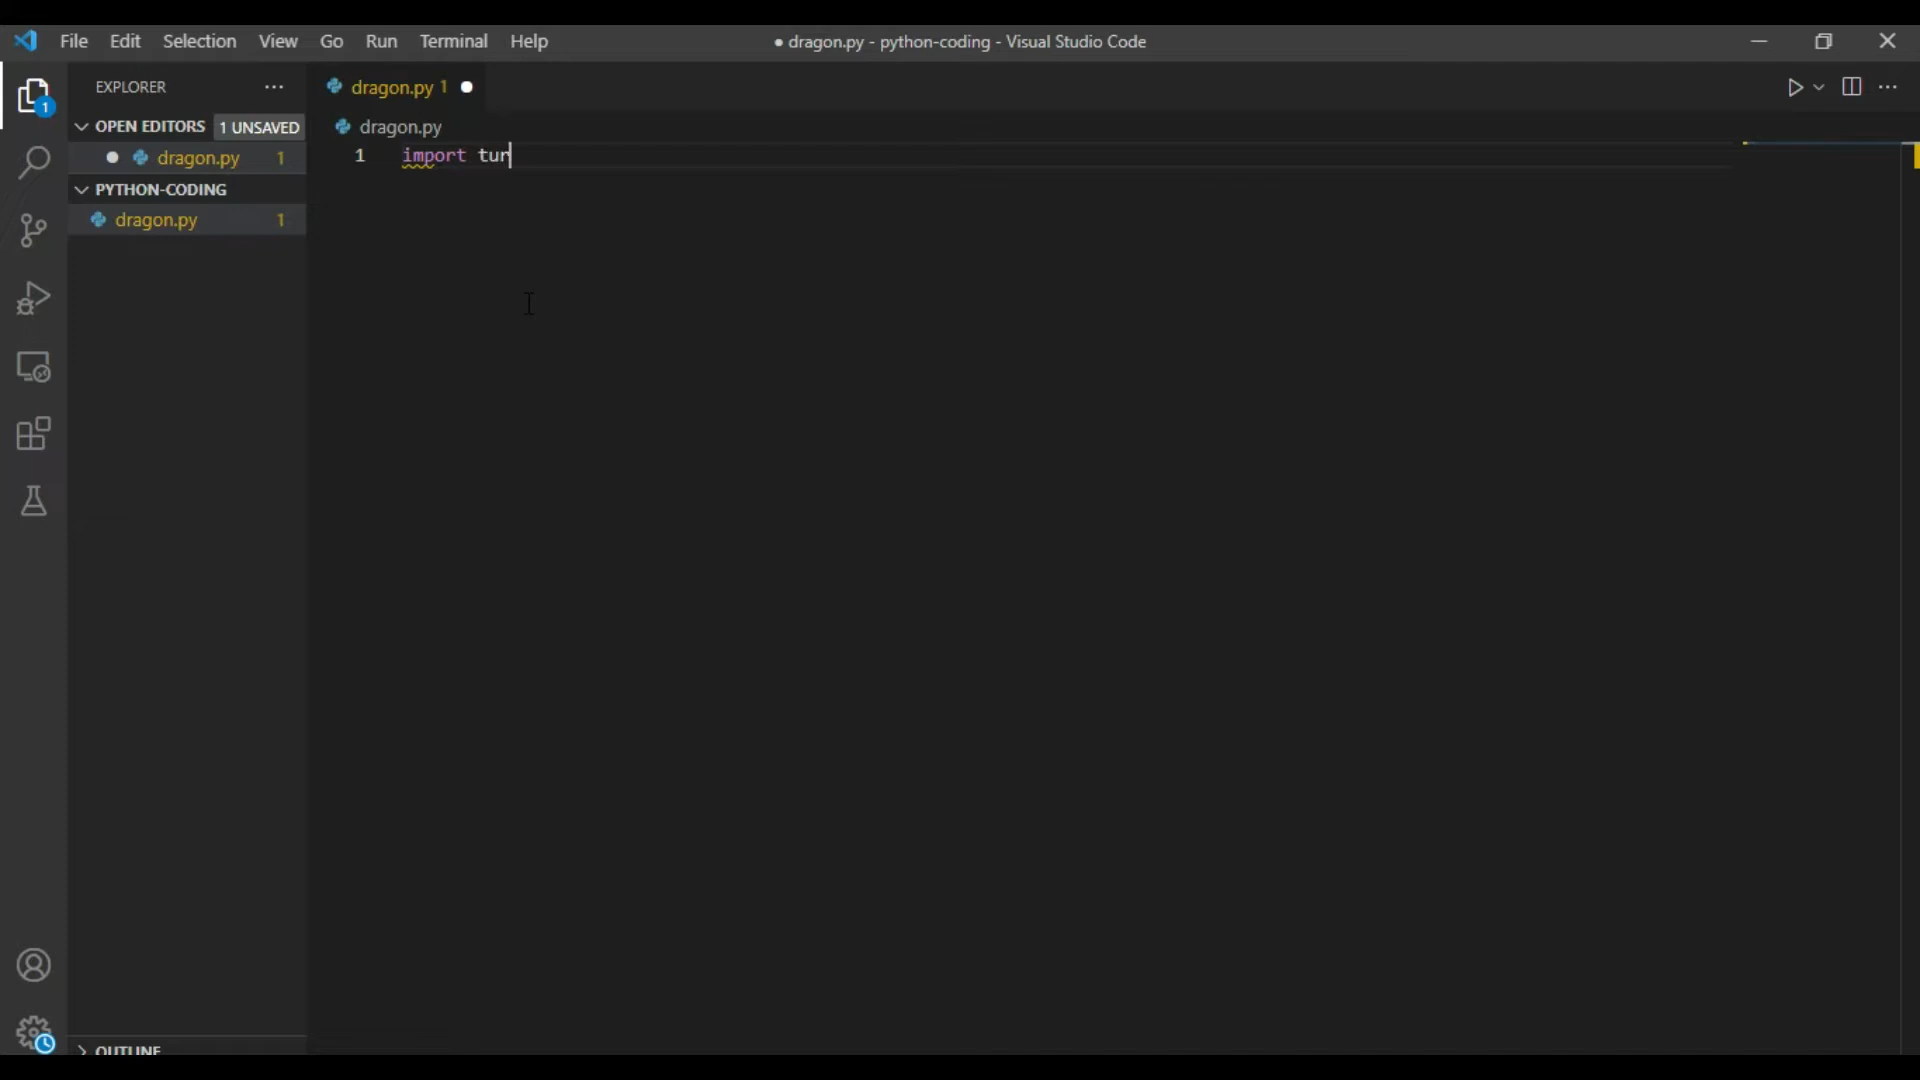 File Edit Selection View Go Run Terminal Help
● dragon.py - python-coding - Visual Studio Code
EXPLORER
dragon.py 1
OPEN EDITORS 1 UNSAVED
dragon.py
dragon.py 1
1 import tur
PYTHON-CODING
dragon.py 1
1
OUTLINE